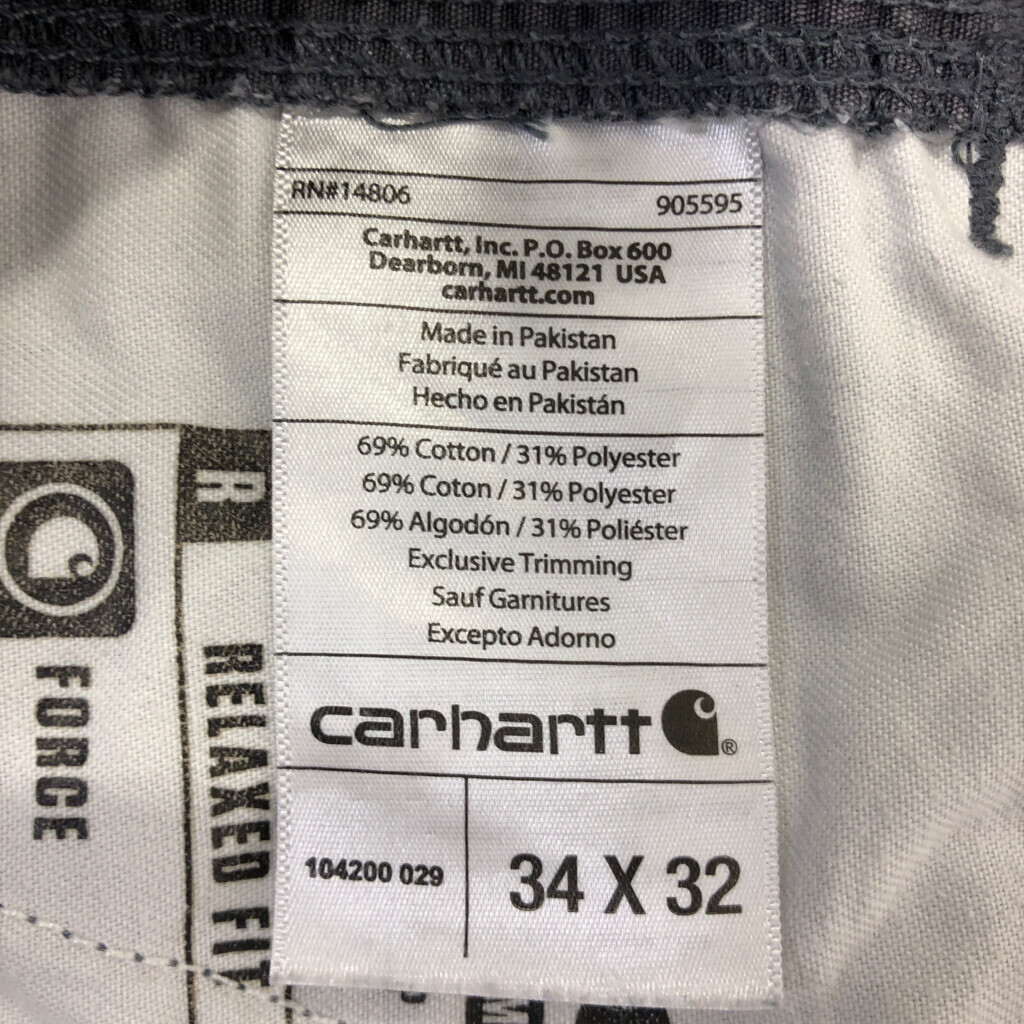 RN#14806 905595
Carhartt, Inc. P.O. Box 600
Dearborn, MI 48121 USA
carhartt.com
Made in Pakistan
Fabriqué au Pakistan
Hecho en Pakistán
69% Cotton / 31% Polyester
69% Coton / 31% Polyester
69% Algodón / 31% Poliéster
Exclusive Trimming
Sauf Garnitures
Excepto Adorno
carhartt®
104200 029
34 X 32
FORCE
R
RELAXED FIT